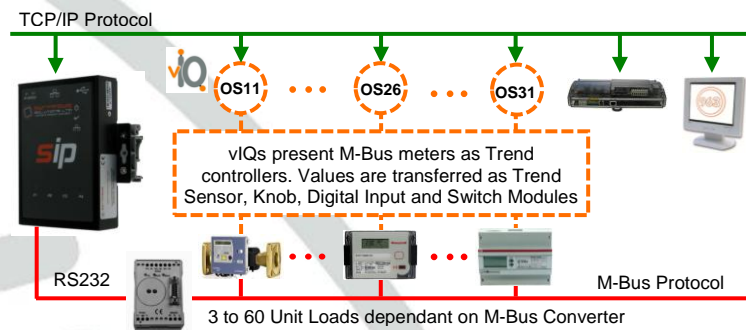 TCP/IP Protocol
viQ
OS11
OS26
OS31
963
sip
vIQs present M-Bus meters as Trend
controllers. Values are transferred as Trend
Sensor, Knob, Digital Input and Switch Modules
RS232
M-Bus Protocol
3 to 60 Unit Loads dependant on M-Bus Converter